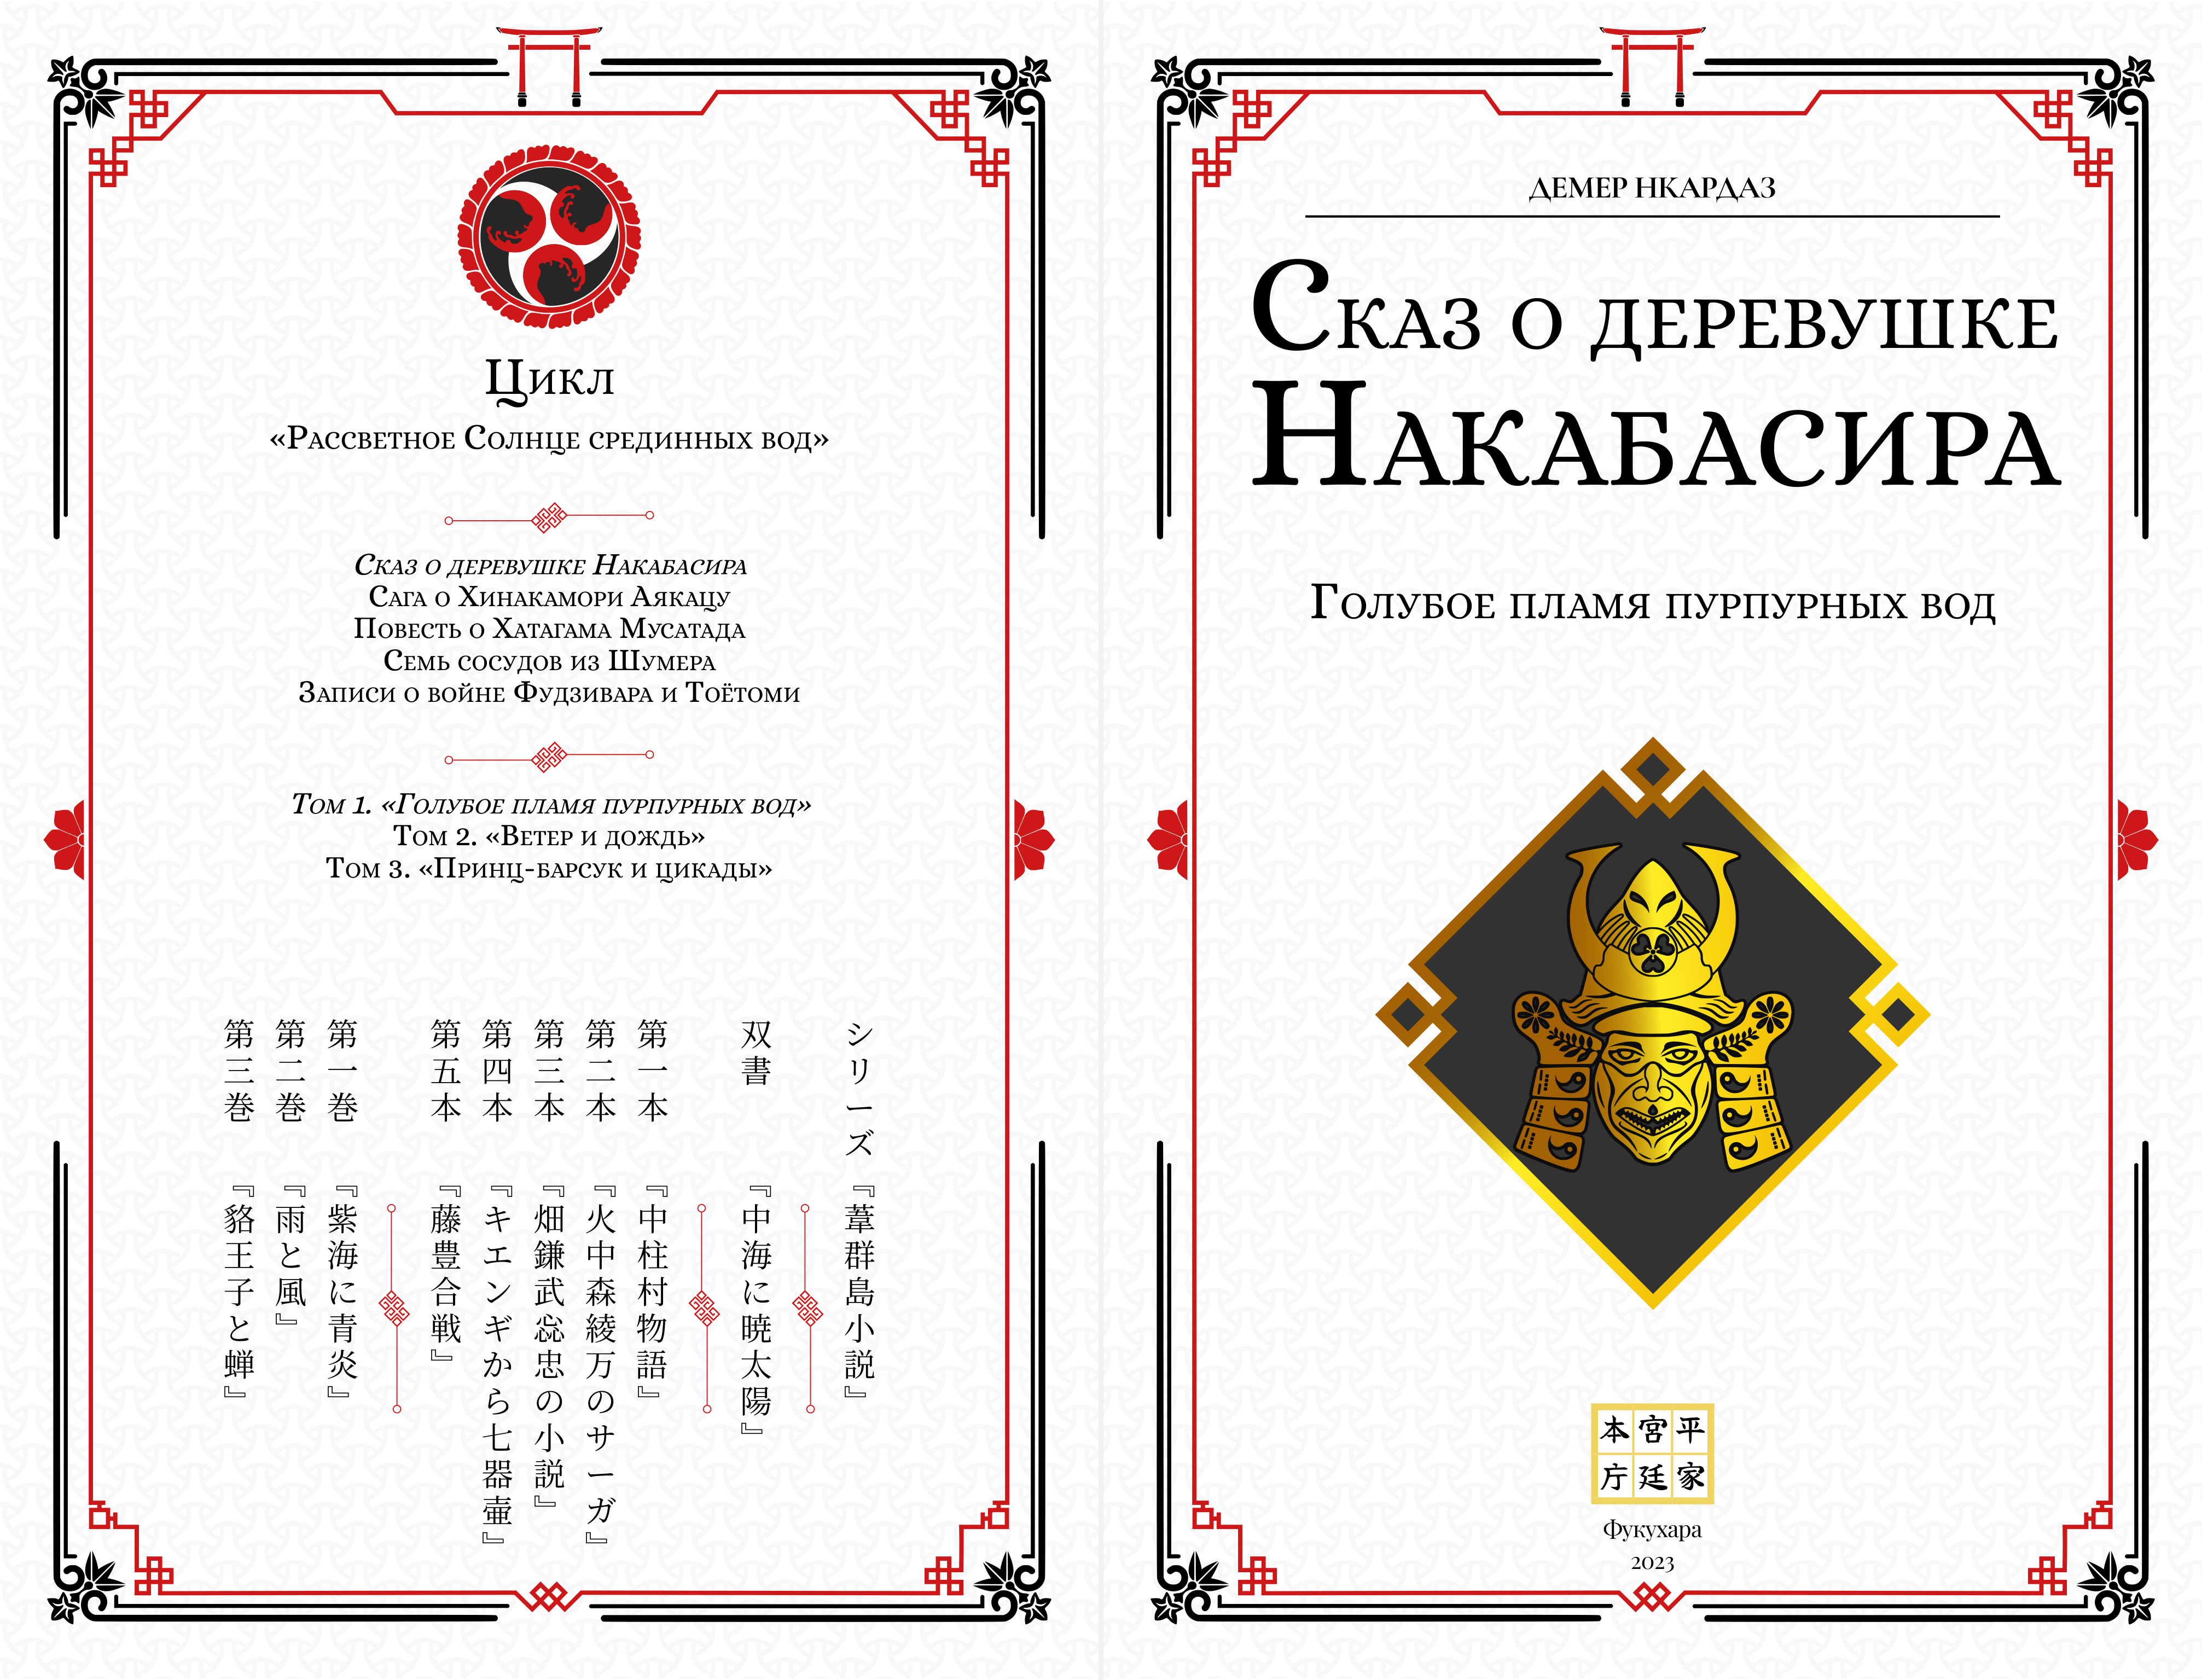 Цикл
«Рассветное Солнце срединных вод»
Сказ о деревушке Накабасира
Сага о Хинакамори Аякацу
Повесть о Хатагама Мусатада
Семь сосудов из Шумера
Записи о войне Фудзивара и Тоётоми
Том 1. «Голубое пламя пурпурных вод»
Том 2. «Ветер и дождь»
Том 3. «Принц-барсук и цикады»
シリーズ『葦群島小説』
双書『中海に暁太陽』
第一本『中柱村物語』
第二本『火中森綾万のサーガ』
第三本『畑鎌武惢忠の小説』
第四本『キエンギから七器壷』
第五本『藤豊合戦』
第一巻『紫海に青炎』
第二巻『雨と風』
第三巻『貉王子と蝉』
ДЕМЕР НКАРДАЗ
Сказ о деревушке
Накабасира
Голубое пламя пурпурных вод
平家
宮廷
本庁
Фукухара
2023